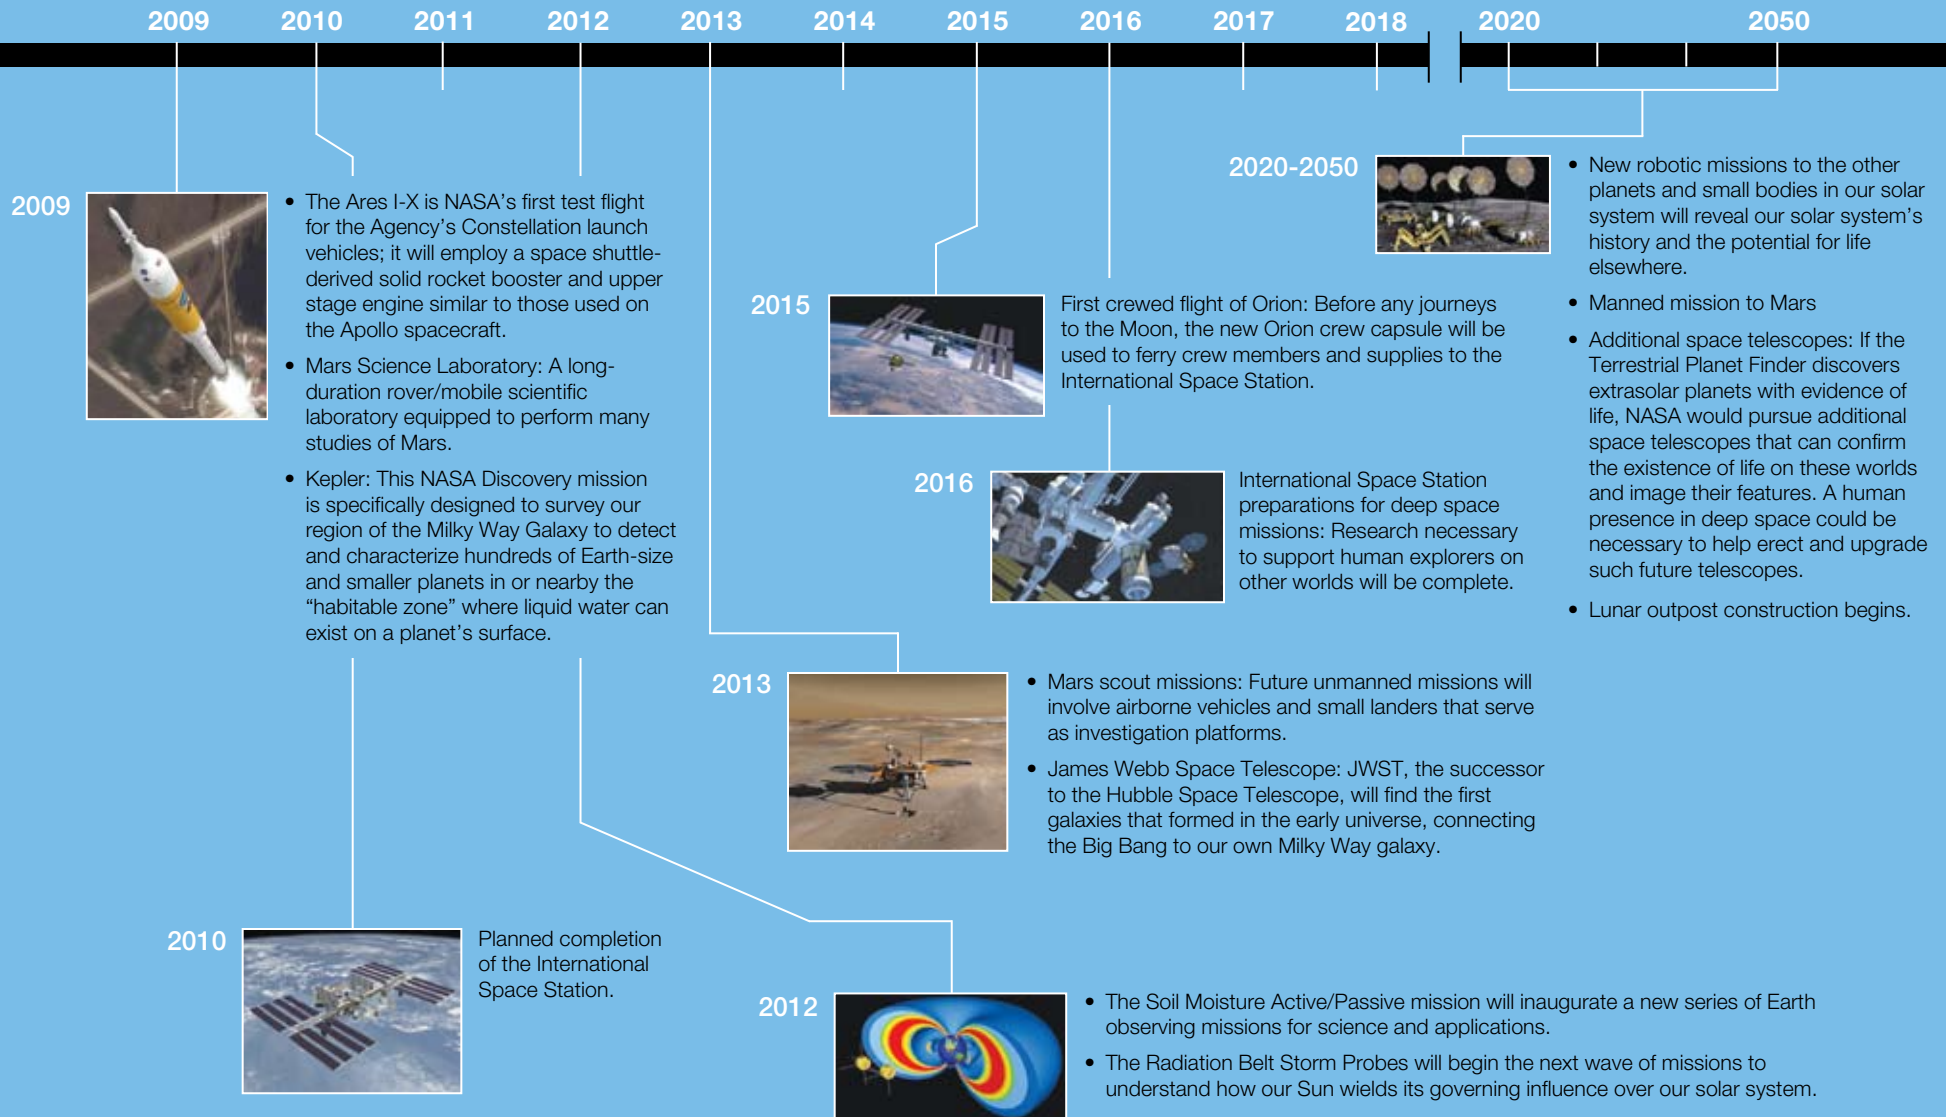 2009 2010 2011 2012 2013 2014 2015 2016 2017 2018 2020 2050
2009
• The Ares I-X is NASA's first test flight
for the Agency's Constellation launch
vehicles; it will employ a space shuttle-
derived solid rocket booster and upper
stage engine similar to those used on
the Apollo spacecraft.
• Mars Science Laboratory: A long-
duration rover/mobile scientific
laboratory equipped to perform many
studies of Mars.
• Kepler: This NASA Discovery mission
is specifically designed to survey our
region of the Milky Way Galaxy to detect
and characterize hundreds of Earth-size
and smaller planets in or nearby the
“habitable zone” where liquid water can
exist on a planet's surface.
2010
Planned completion
of the International
Space Station.
2012
• The Soil Moisture Active/Passive mission will inaugurate a new series of Earth
observing missions for science and applications.
• The Radiation Belt Storm Probes will begin the next wave of missions to
understand how our Sun wields its governing influence over our solar system.
2013
• Mars scout missions: Future unmanned missions will
involve airborne vehicles and small landers that serve
as investigation platforms.
• James Webb Space Telescope: JWST, the successor
to the Hubble Space Telescope, will find the first
galaxies that formed in the early universe, connecting
the Big Bang to our own Milky Way galaxy.
2015
First crewed flight of Orion: Before any journeys
to the Moon, the new Orion crew capsule will be
used to ferry crew members and supplies to the
International Space Station.
2016
International Space Station
preparations for deep space
missions: Research necessary
to support human explorers on
other worlds will be complete.
2020-2050
• New robotic missions to the other
planets and small bodies in our solar
system will reveal our solar system's
history and the potential for life
elsewhere.
• Manned mission to Mars
• Additional space telescopes: If the
Terrestrial Planet Finder discovers
extrasolar planets with evidence of
life, NASA would pursue additional
space telescopes that can confirm
the existence of life on these worlds
and image their features. A human
presence in deep space could be
necessary to help erect and upgrade
such future telescopes.
• Lunar outpost construction begins.